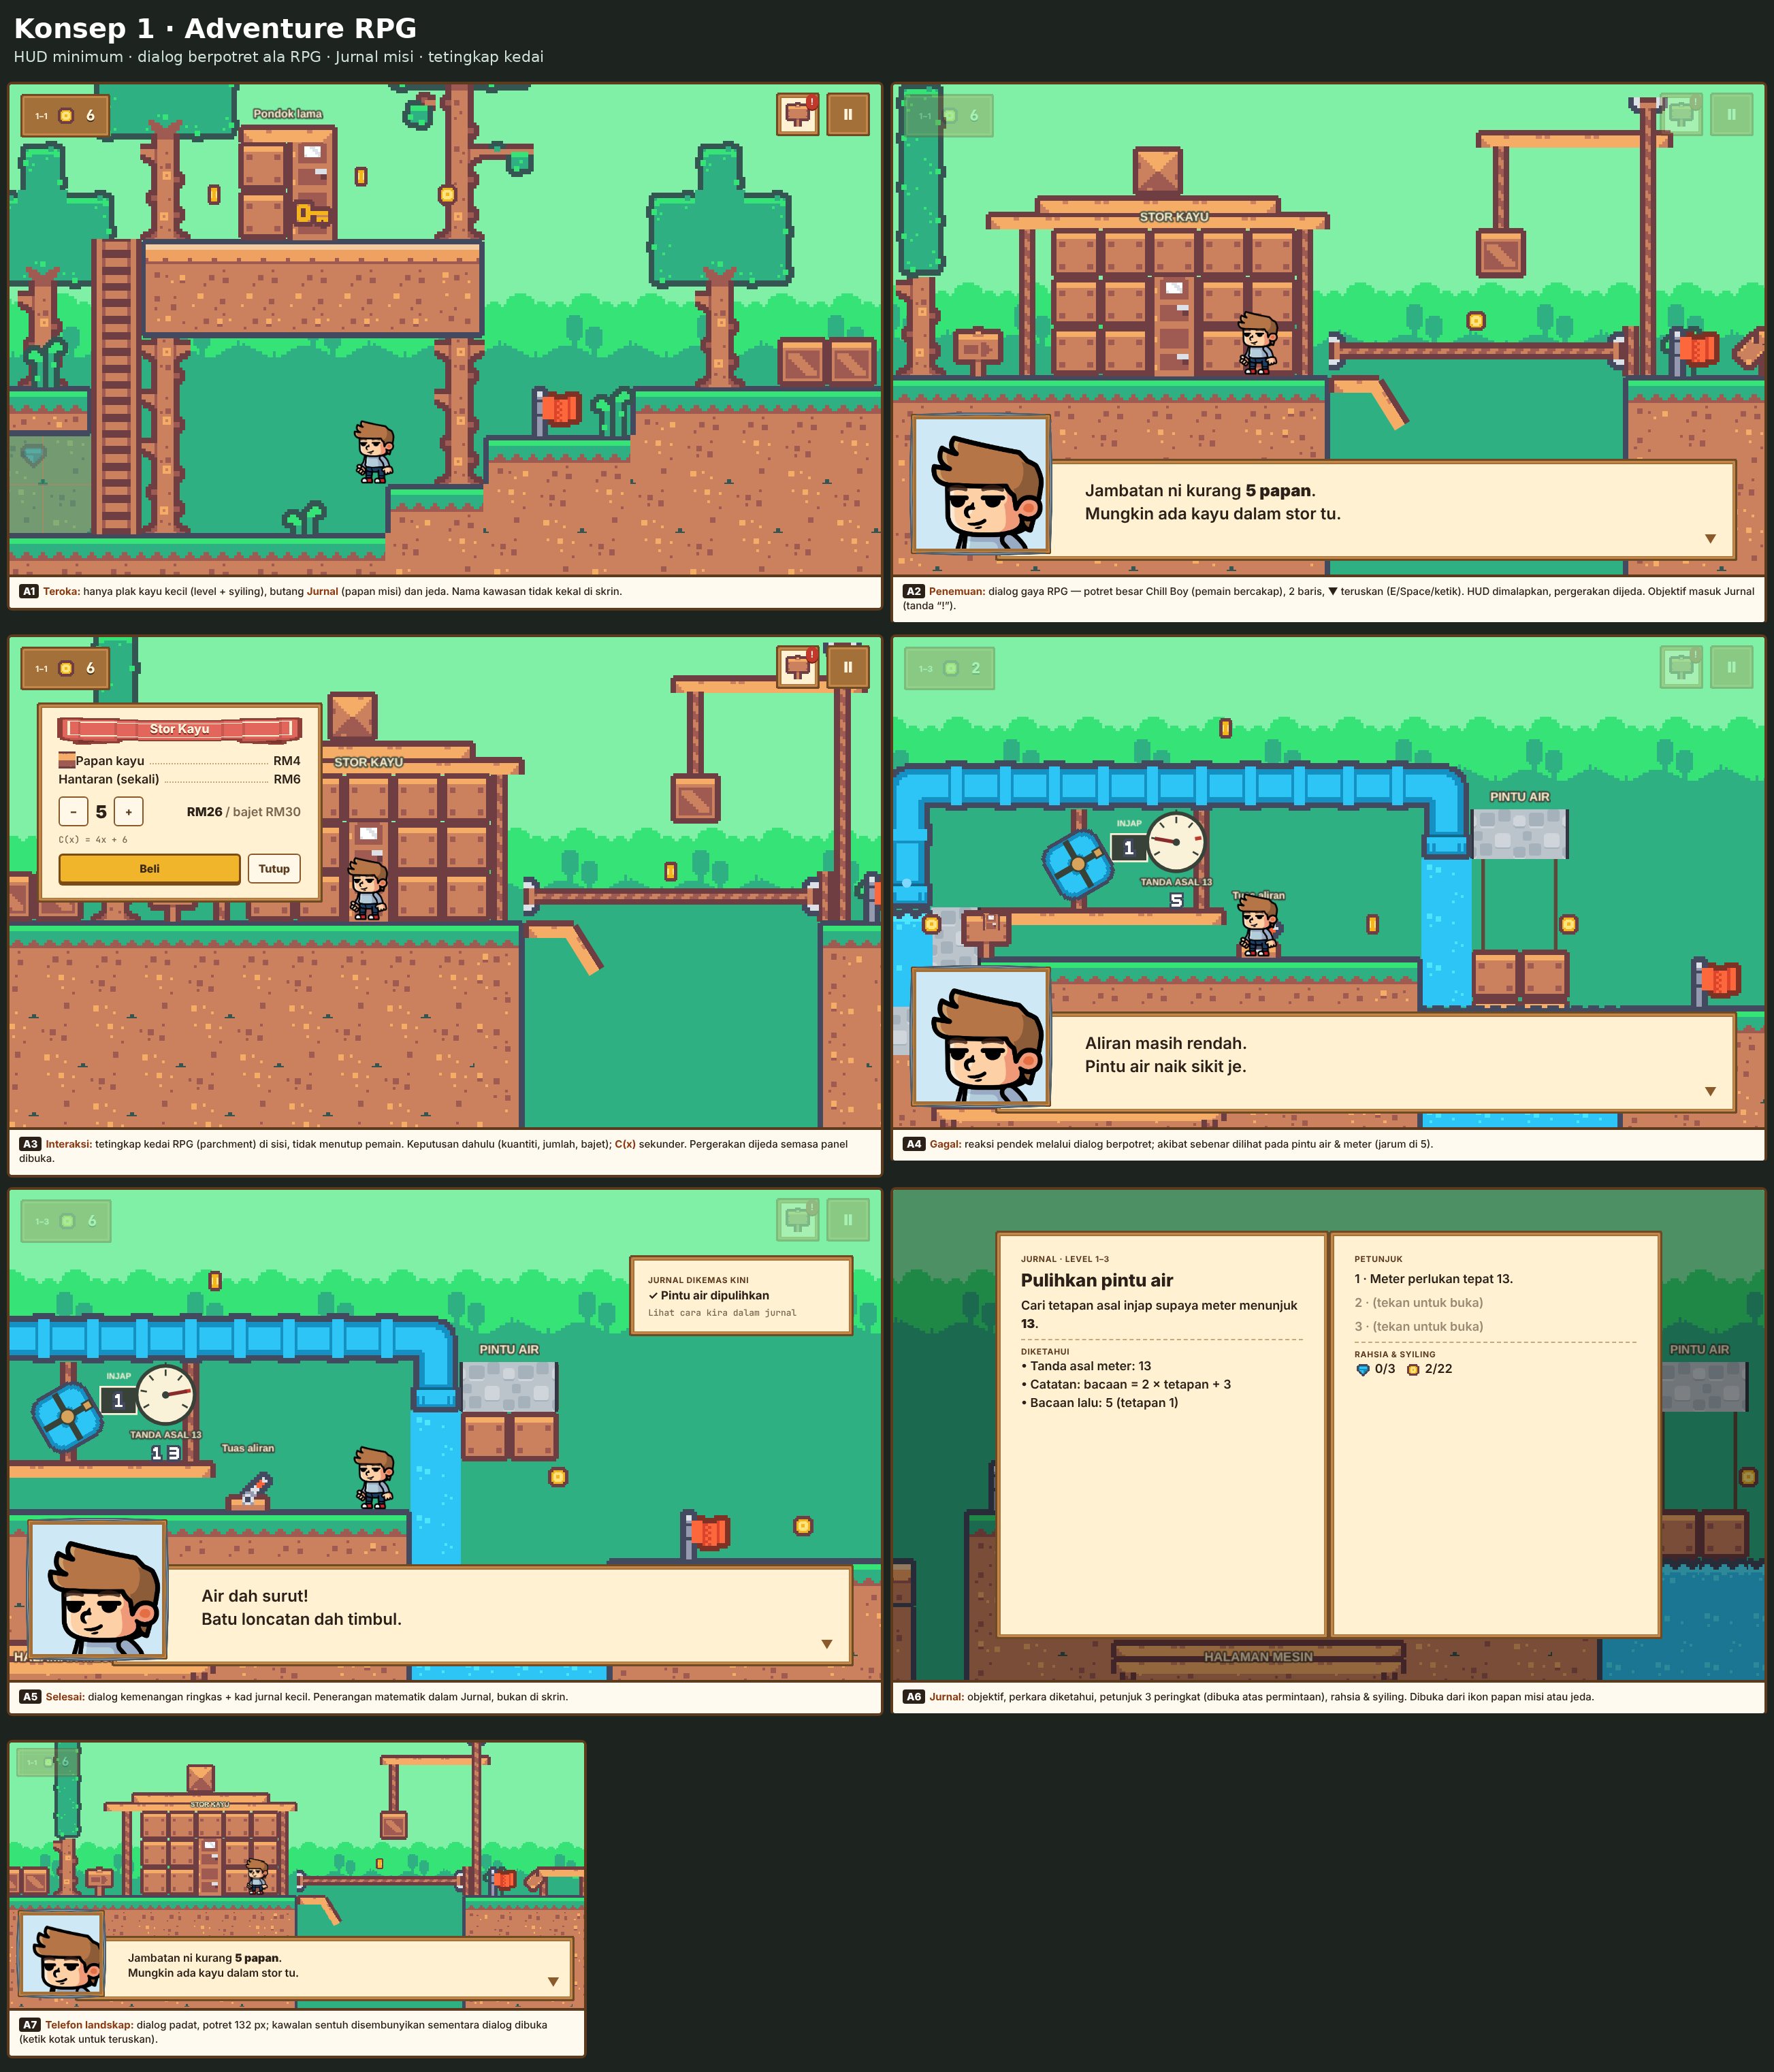 Konsep 1 · Adventure RPG
HUD minimum · dialog berpotret ala RPG · Jurnal misi · tetingkap kedai
1–1 6
Pondok lama
!
A1 Teroka: hanya plak kayu kecil (level + syiling), butang Jurnal (papan misi) dan jeda. Nama kawasan tidak kekal di skrin.
1–1 6
!
STOR KAYU
Jambatan ni kurang 5 papan.
Mungkin ada kayu dalam stor tu.
▼
A2 Penemuan: dialog gaya RPG — potret besar Chill Boy (pemain bercakap), 2 baris, ▼ teruskan (E/Space/ketik). HUD dimalapkan, pergerakan dijeda. Objektif masuk Jurnal
(tanda “!”).
1–1 6
!
Stor Kayu
Papan kayu RM4
Hantaran (sekali) RM6
− 5 + RM26 / bajet RM30
C(x) = 4x + 6
Beli Tutup
STOR KAYU
A3 Interaksi: tetingkap kedai RPG (parchment) di sisi, tidak menutup pemain. Keputusan dahulu (kuantiti, jumlah, bajet); C(x) sekunder. Pergerakan dijeda semasa panel
dibuka.
1–3 2
!
PINTU AIR
INJAP
1
TANDA ASAL 13
5
aliran
Aliran masih rendah.
Pintu air naik sikit je.
▼
A4 Gagal: reaksi pendek melalui dialog berpotret; akibat sebenar dilihat pada pintu air & meter (jarum di 5).
1–3 6
JURNAL DIKEMAS KINI
✓ Pintu air dipulihkan
Lihat cara kira dalam jurnal
PINTU AIR
INJAP
1
TANDA ASAL 13
13
Tuas aliran
Air dah surut!
Batu loncatan dah timbul.
▼
A5 Selesai: dialog kemenangan ringkas + kad jurnal kecil. Penerangan matematik dalam Jurnal, bukan di skrin.
JURNAL · LEVEL 1–3
Pulihkan pintu air
Cari tetapan asal injap supaya meter menunjuk
13.
DIKETAHUI
• Tanda asal meter: 13
• Catatan: bacaan = 2 × tetapan + 3
• Bacaan lalu: 5 (tetapan 1)
PETUNJUK
1 · Meter perlukan tepat 13.
2 · (tekan untuk buka)
3 · (tekan untuk buka)
RAHSIA & SYILING
0/3 2/22
PINTU AIR
HALAMAN MESIN
A6 Jurnal: objektif, perkara diketahui, petunjuk 3 peringkat (dibuka atas permintaan), rahsia & syiling. Dibuka dari ikon papan misi atau jeda.
1–1 6
STOR KAYU
Jambatan ni kurang 5 papan.
Mungkin ada kayu dalam stor tu.
▼
A7 Telefon landskap: dialog padat, potret 132 px; kawalan sentuh disembunyikan sementara dialog dibuka
(ketik kotak untuk teruskan).